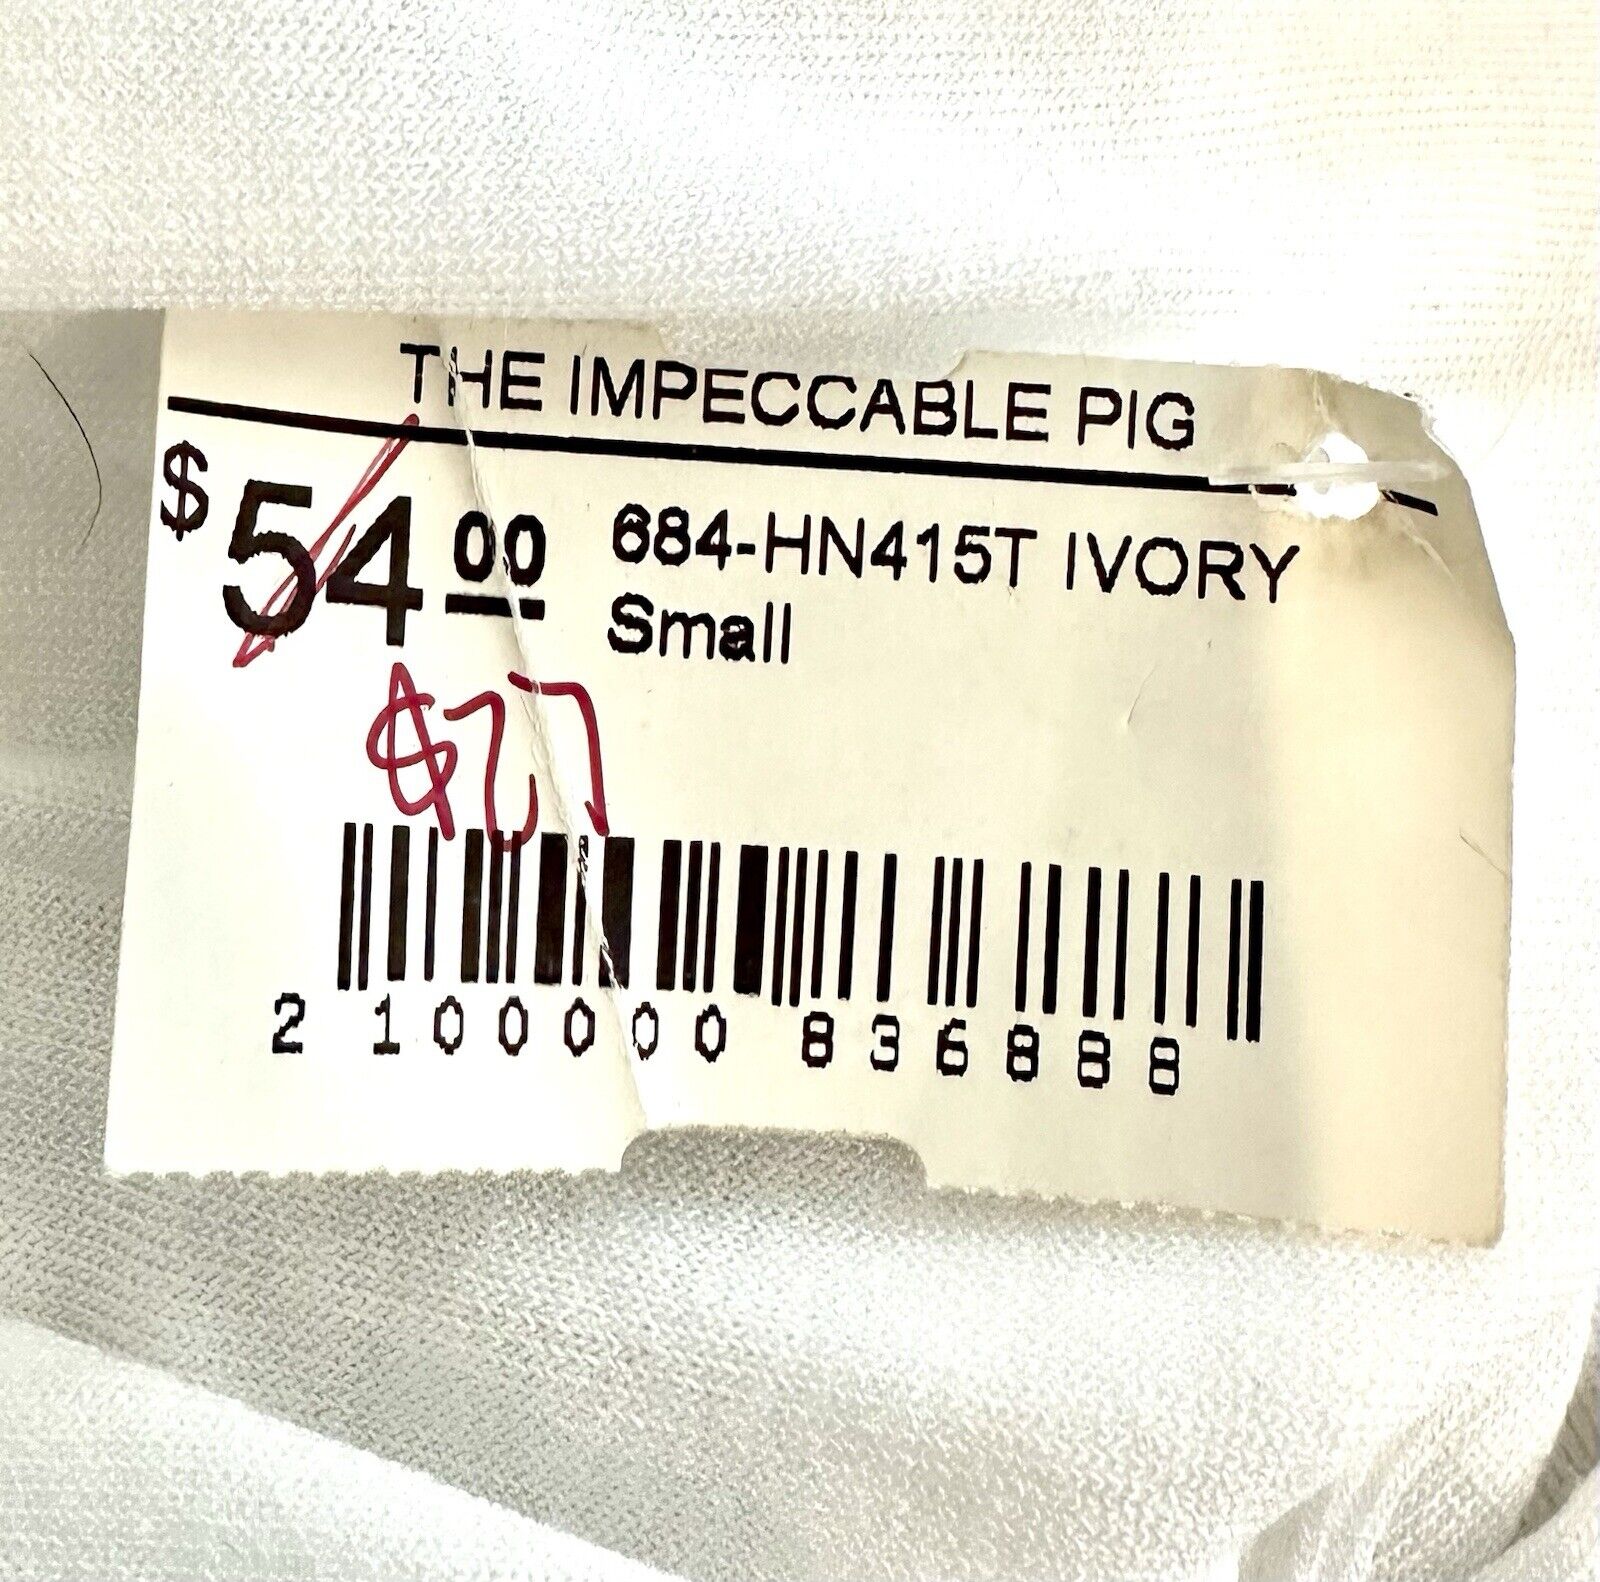 THE IMPECCABLE PIG
$54.00 684-HN415T IVORY
Small
$27
2 100000 836888